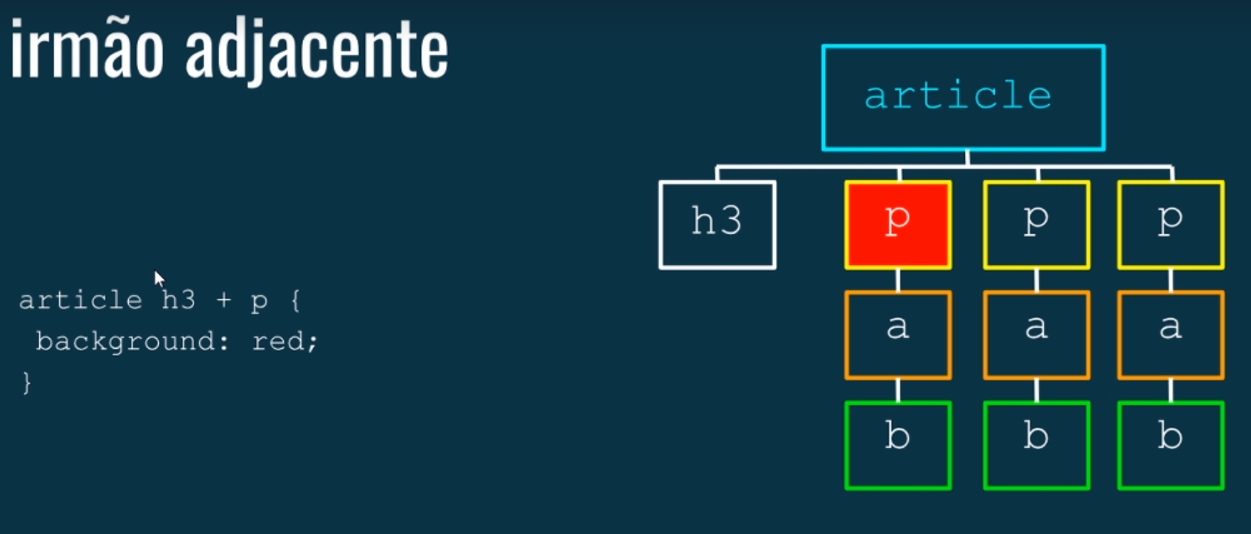 irmão adjacente
article
h3 p p p
a a a
b b b
article h3 + p {
background: red;
}